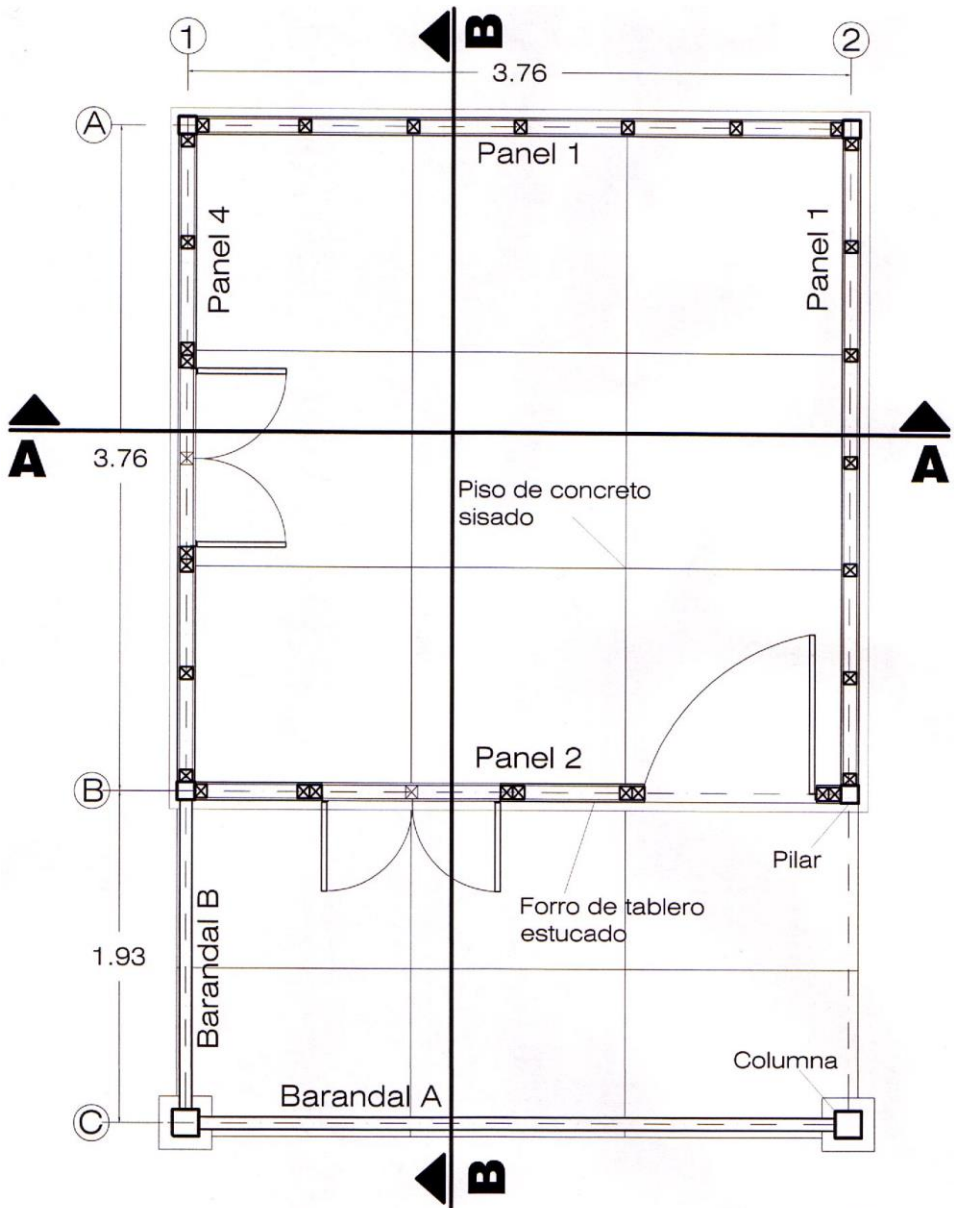 1
B
2
3.76
A
Panel 1
Panel 4
Panel 1
A
3.76
A
Piso de concreto
sisado
Panel 2
B
Pilar
Forro de tablero
estucado
Barandal B
1.93
Columna
Barandal A
C
B